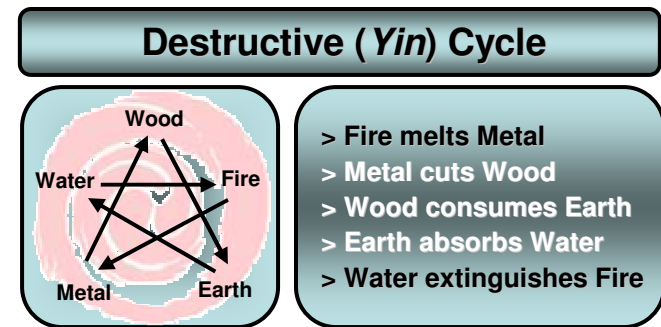 Destructive (Yin) Cycle
Wood
Water
Fire
Metal
Earth
> Fire melts Metal
> Metal cuts Wood
> Wood consumes Earth
> Earth absorbs Water
> Water extinguishes Fire